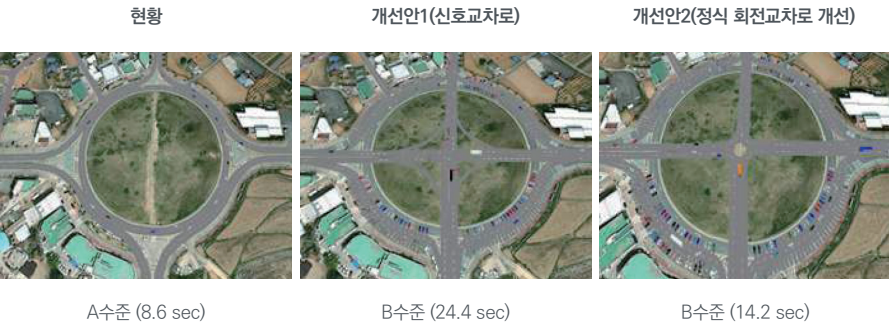 현황
개선안1(신호교차로)
개선안2(정식 회전교차로 개선)
A수준 (8.6 sec)
B수준 (24.4 sec)
B수준 (14.2 sec)